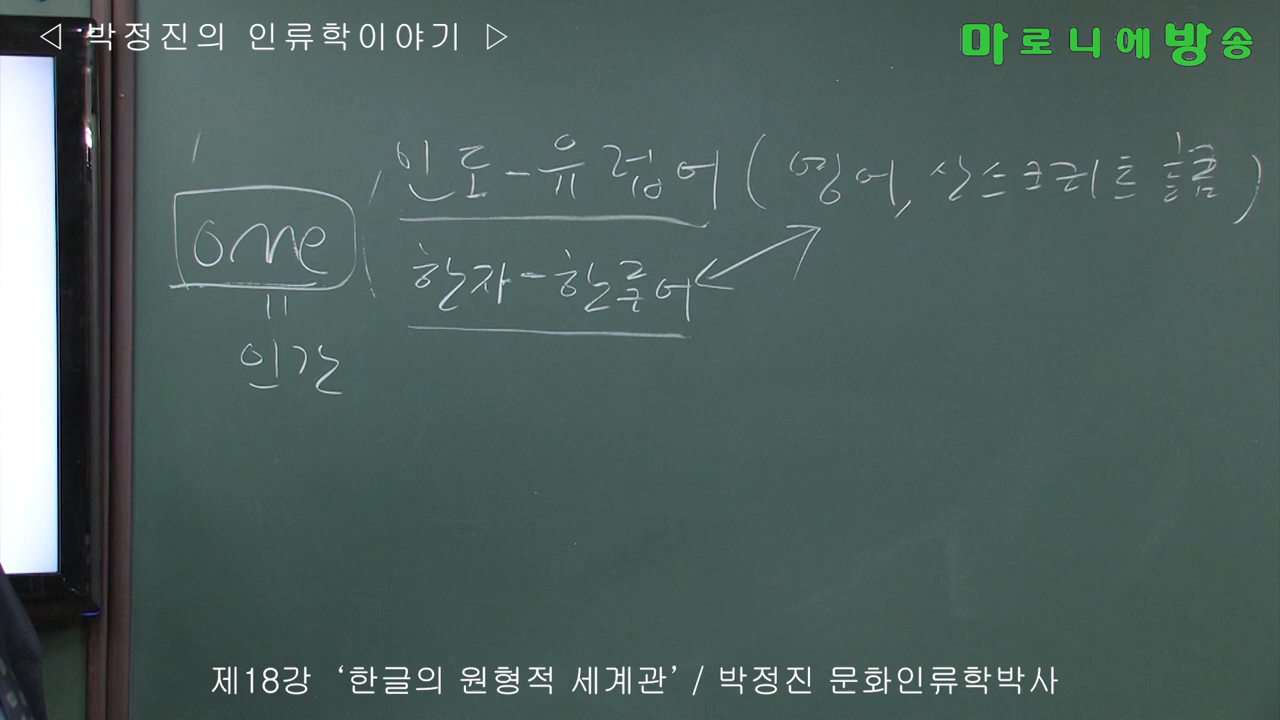 ◁ 박정진의 인류학이야기 ▷
마로니에방송
인도-유럽어 (영어, 산스크리트
one
한자-한글어
인간
제18강 ‘한글의 원형적 세계관’ / 박정진 문화인류학박사